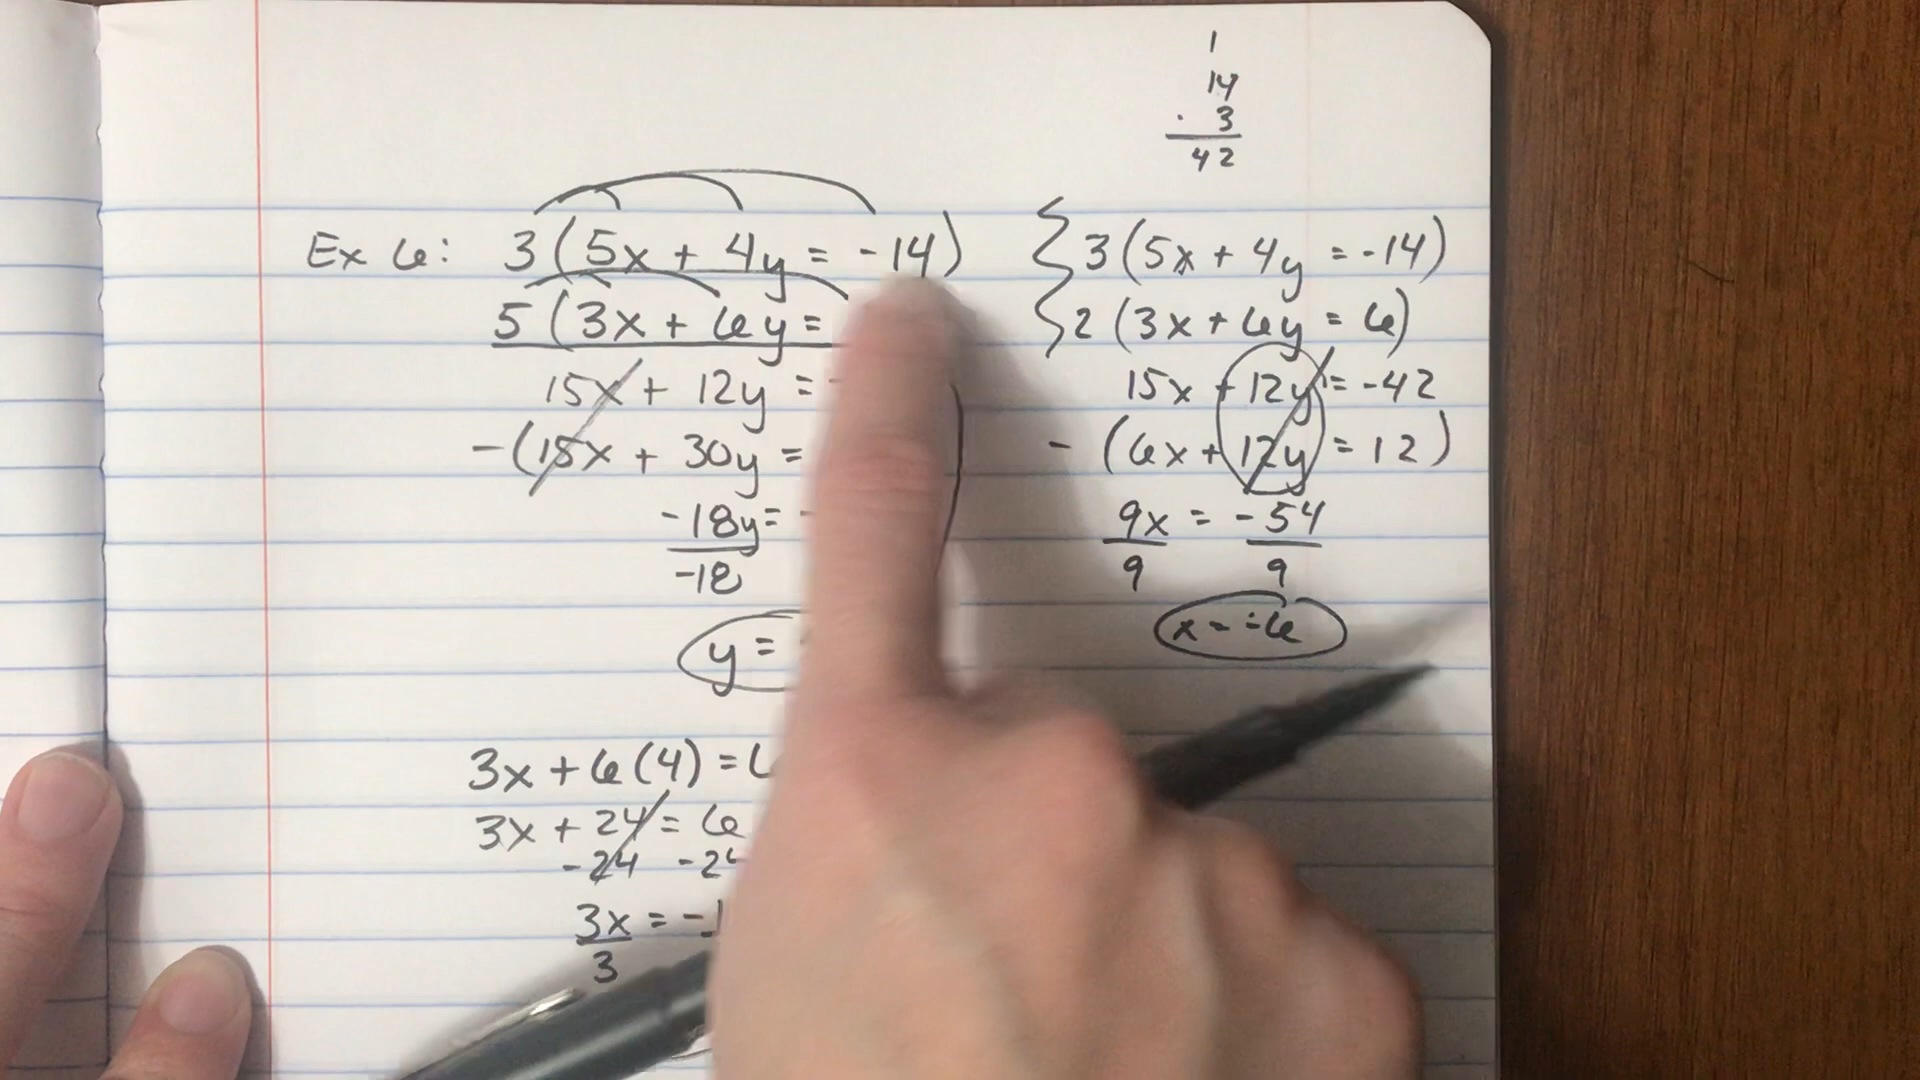 1
14
· 3
42
Ex 6: 3(5x + 4y = -14)
5(3x + 6y =
15x + 12y =
-(15x + 30y =
-18y = -
-18
y =
3x + 6(4) = 6
3x + 24 = 6
-24 -24
3x = -1
3
3(5x + 4y = -14)
2(3x + 6y = 6)
15x + 12y = -42
- (6x + 12y = 12)
9x = -54
9 9
x = -6